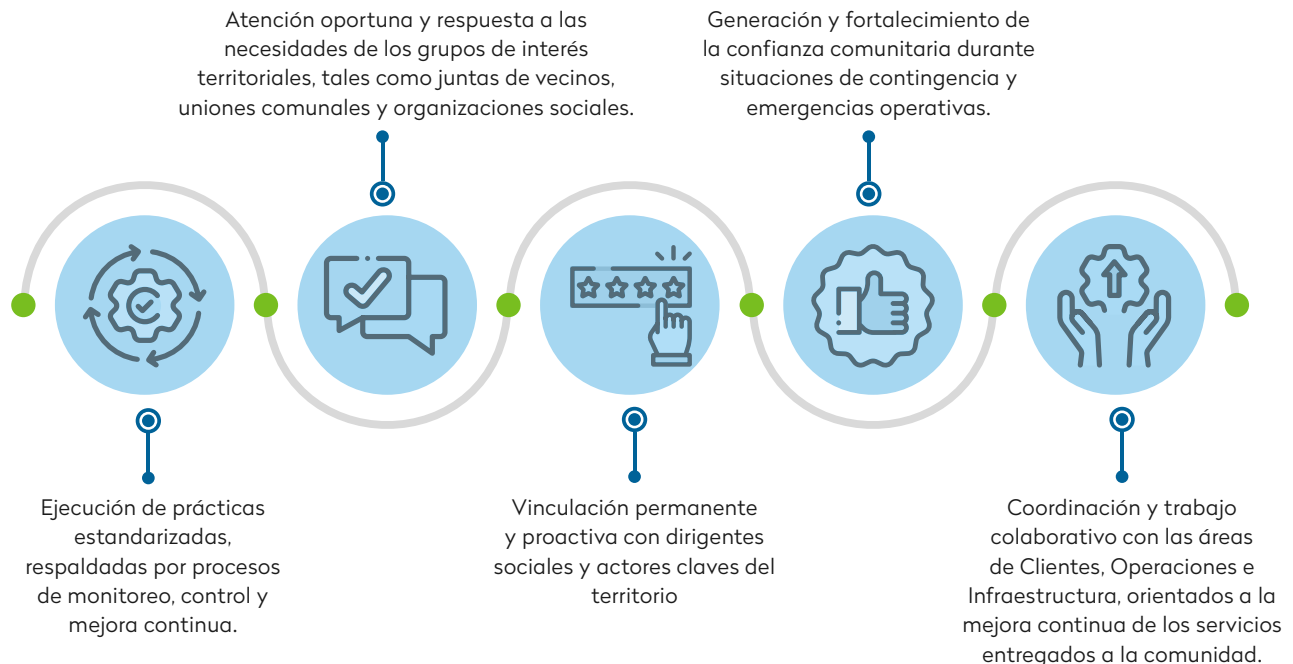 Atención oportuna y respuesta a las
necesidades de los grupos de interés
territoriales, tales como juntas de vecinos,
uniones comunales y organizaciones sociales.
Generación y fortalecimiento de
la confianza comunitaria durante
situaciones de contingencia y
emergencias operativas.
Ejecución de prácticas
estandarizadas,
respaldadas por procesos
de monitoreo, control y
mejora continua.
Vinculación permanente
y proactiva con dirigentes
sociales y actores claves del
territorio
Coordinación y trabajo
colaborativo con las áreas
de Clientes, Operaciones e
Infraestructura, orientados a la
mejora continua de los servicios
entregados a la comunidad.